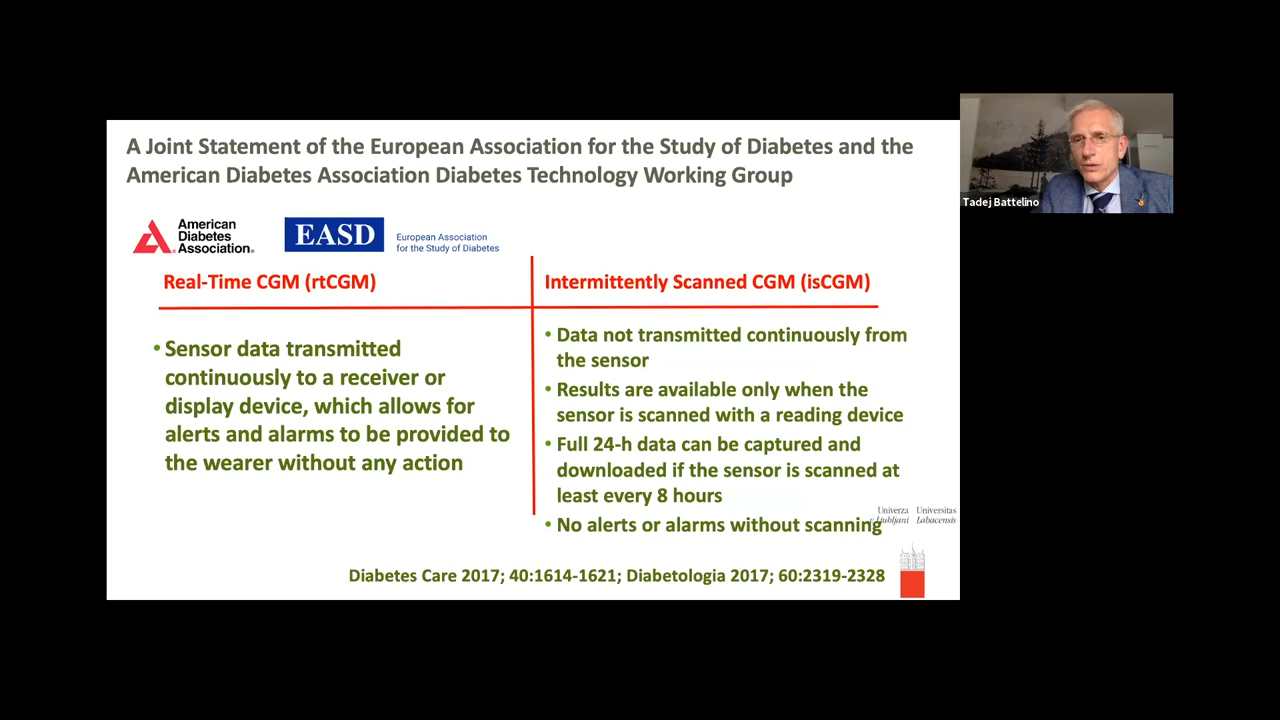 A Joint Statement of the European Association for the Study of Diabetes and the
American Diabetes Association Diabetes Technology Working Group
American
Diabetes
Association®
EASD
European Association
for the Study of Diabetes
Real-Time CGM (rtCGM)
• Sensor data transmitted
continuously to a receiver or
display device, which allows for
alerts and alarms to be provided to
the wearer without any action
Intermittently Scanned CGM (isCGM)
• Data not transmitted continuously from
the sensor
• Results are available only when the
sensor is scanned with a reading device
• Full 24-h data can be captured and
downloaded if the sensor is scanned at
least every 8 hours
• No alerts or alarms without scanning
Univerza
v Ljubljani
Universitas
Labacensis
Diabetes Care 2017; 40:1614-1621; Diabetologia 2017; 60:2319-2328
Tadej Battelino